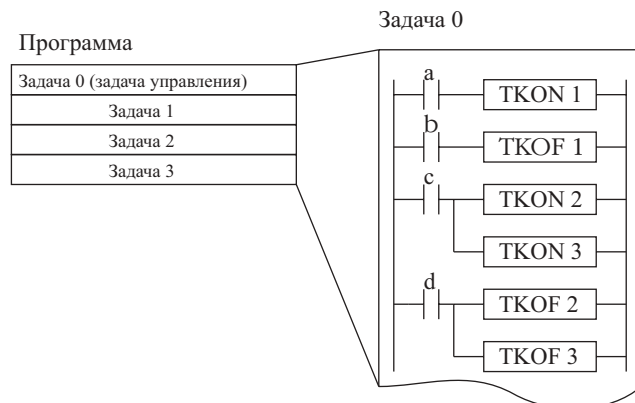 Задача 0
Программа
Задача 0 (задача управления)
Задача 1
Задача 2
Задача 3
a
TKON 1
b
TKOF 1
c
TKON 2
TKON 3
d
TKOF 2
TKOF 3